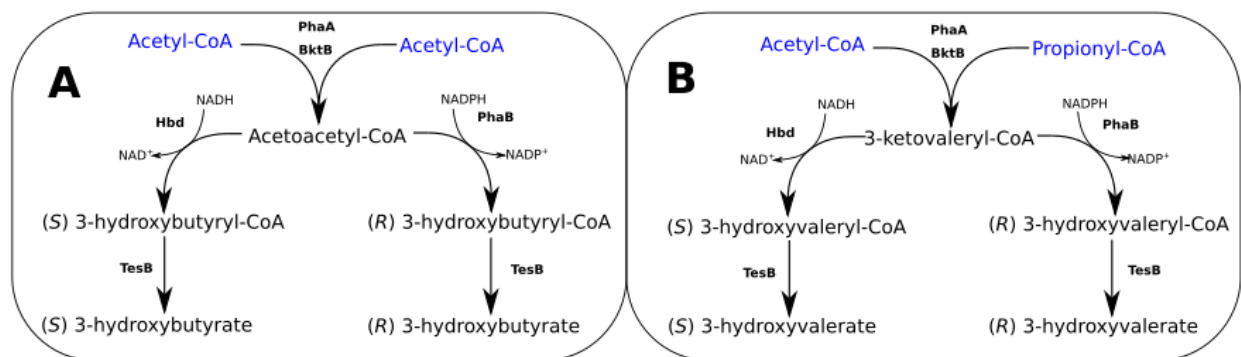 PhaA
Acetyl-CoA BktB Acetyl-CoA
A
NADH NADPH
Hbd PhaB
Acetoacetyl-CoA
NAD+ NADP+
(S) 3-hydroxybutyryl-CoA (R) 3-hydroxybutyryl-CoA
TesB TesB
(S) 3-hydroxybutyrate (R) 3-hydroxybutyrate
PhaA
Acetyl-CoA BktB Propionyl-CoA
B
NADH NADPH
Hbd PhaB
3-ketovaleryl-CoA
NAD+ NADP+
(S) 3-hydroxyvaleryl-CoA (R) 3-hydroxyvaleryl-CoA
TesB TesB
(S) 3-hydroxyvalerate (R) 3-hydroxyvalerate